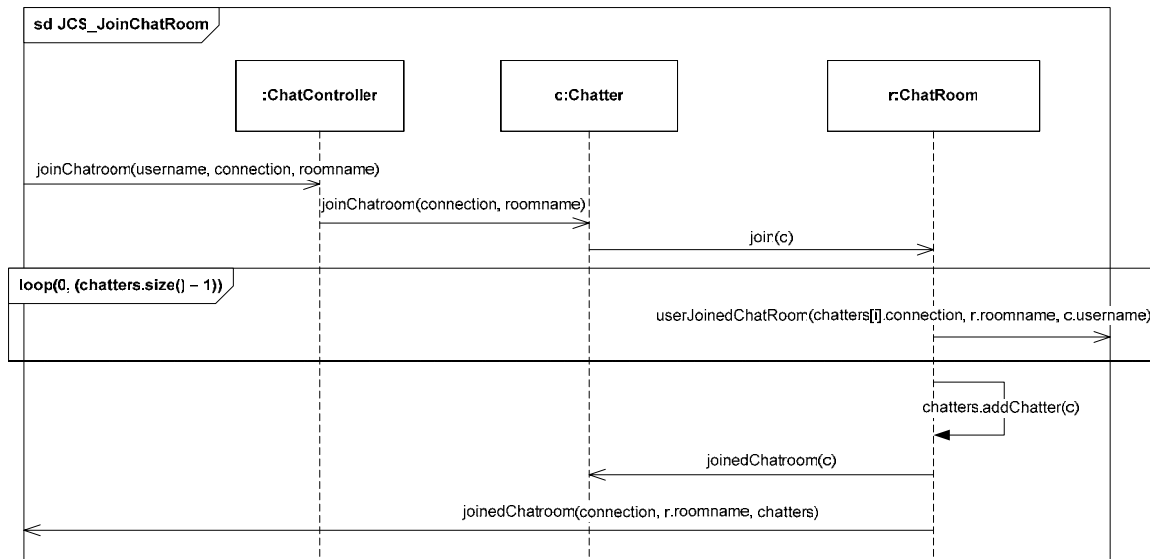 sd JCS_JoinChatRoom
:ChatController
c:Chatter
r:ChatRoom
joinChatroom(username, connection, roomname)
joinChatroom(connection, roomname)
join(c)
loop(0, (chatters.size() – 1))
userJoinedChatRoom(chatters[i].connection, r.roomname, c.username)
chatters.addChatter(c)
joinedChatroom(c)
joinedChatroom(connection, r.roomname, chatters)